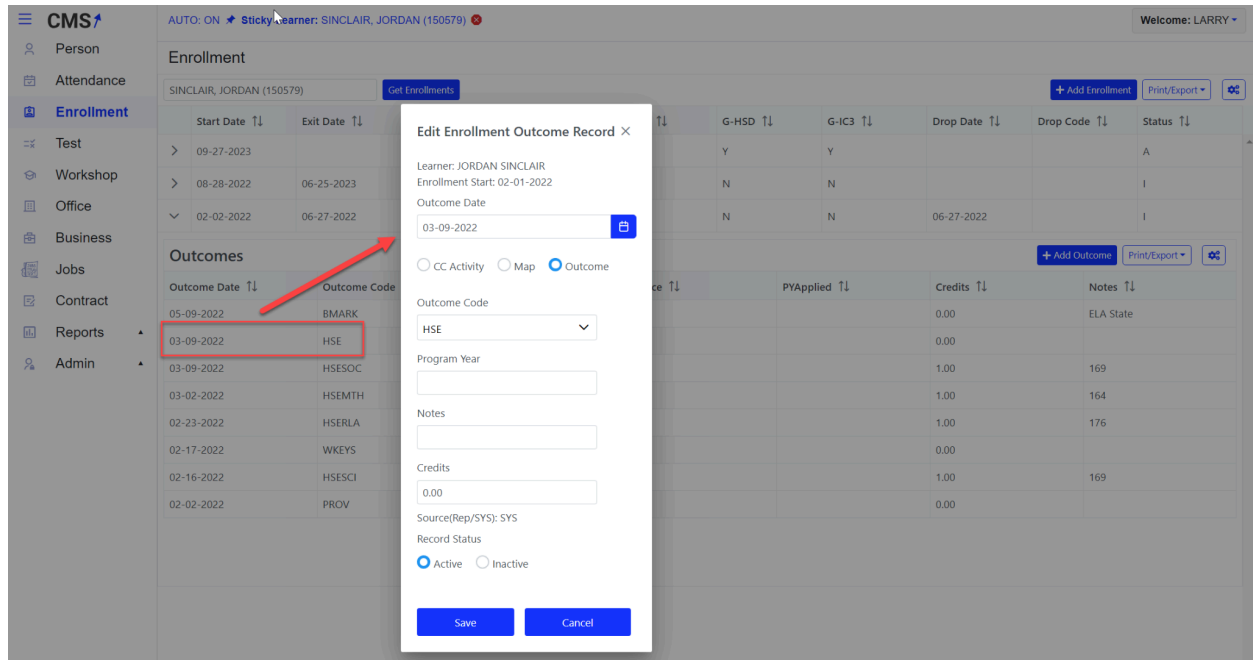 CMS
AUTO: ON Sticky Learner: SINCLAIR, JORDAN (150579)
Welcome: LARRY
Person
Attendance
Enrollment
Test
Workshop
Office
Business
Jobs
Contract
Reports
Admin
Enrollment
SINCLAIR, JORDAN (150579) Get Enrollments + Add Enrollment Print/Export
Start Date Exit Date G-HSD G-IC3 Drop Date Drop Code Status
09-27-2023 Y Y A
08-28-2022 06-25-2023 N N I
02-02-2022 06-27-2022 N N 06-27-2022 I
Outcomes + Add Outcome Print/Export
Outcome Date Outcome Code ce PYApplied Credits Notes
05-09-2022 BMARK 0.00 ELA State
03-09-2022 HSE 0.00
03-09-2022 HSESOC 1.00 169
03-02-2022 HSEMTH 1.00 164
02-23-2022 HSERLA 1.00 176
02-17-2022 WKEYS 0.00
02-16-2022 HSESCI 1.00 169
02-02-2022 PROV 0.00
Edit Enrollment Outcome Record
Learner: JORDAN SINCLAIR
Enrollment Start: 02-01-2022
Outcome Date
03-09-2022
CC Activity Map Outcome
Outcome Code
HSE
Program Year
Notes
Credits
0.00
Source(Rep/SYS): SYS
Record Status
Active Inactive
Save Cancel